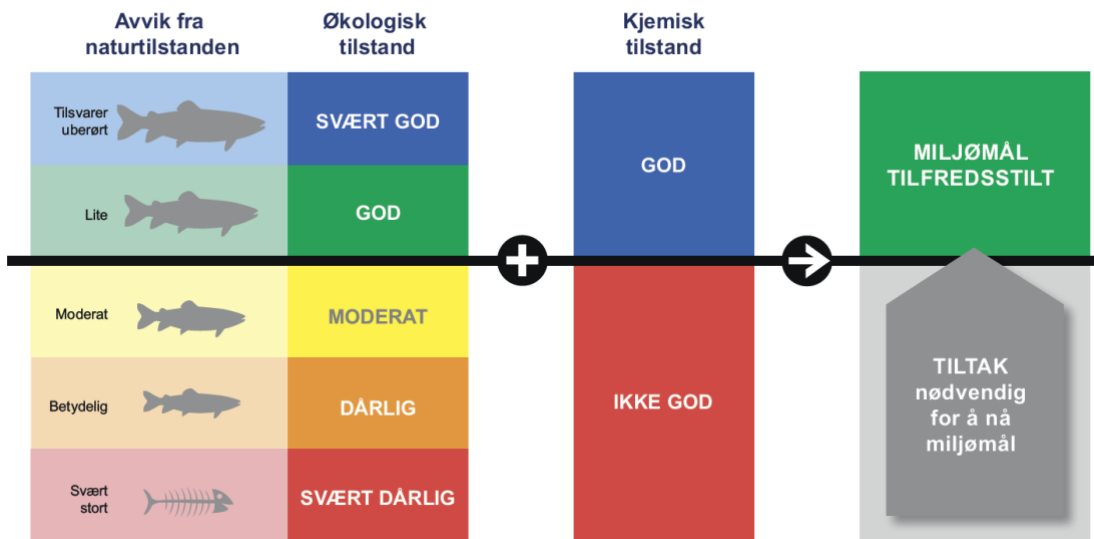 Avvik fra
naturtilstanden
Økologisk
tilstand
Kjemisk
tilstand
Tilsvarer
uberørt
SVÆRT GOD
Lite
GOD
GOD
MILJØMÅL
TILFREDSSTILT
Moderat
MODERAT
Betydelig
DÅRLIG
IKKE GOD
TILTAK
nødvendig
for å nå
miljømål
Svært
stort
SVÆRT DÅRLIG